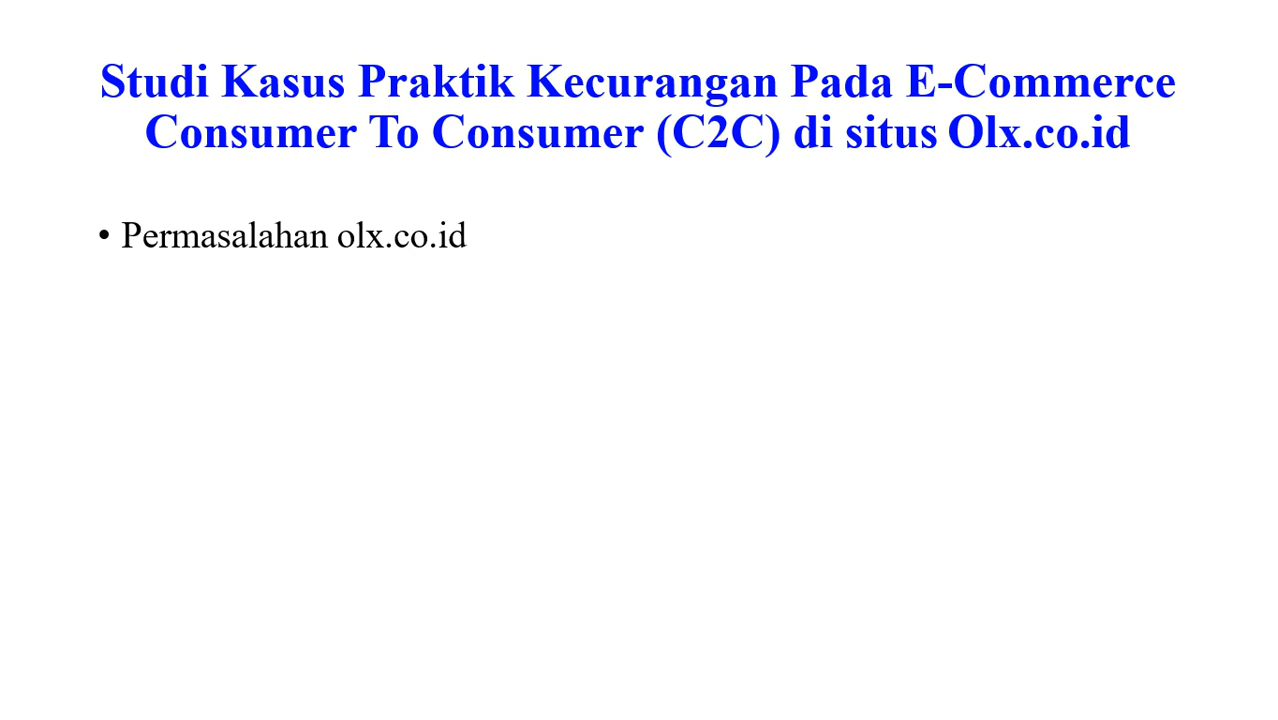 Studi Kasus Praktik Kecurangan Pada E-Commerce
Consumer To Consumer (C2C) di situs Olx.co.id
• Permasalahan olx.co.id